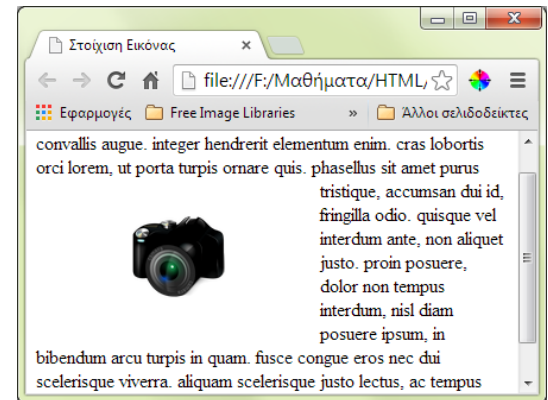 Στοίχιση Εικόνας
file:///F:/Μαθήματα/HTML/
Εφαρμογές Free Image Libraries » Άλλοι σελιδοδείκτες
convallis augue. integer hendrerit elementum enim. cras lobortis
orci lorem, ut porta turpis ornare quis. phasellus sit amet purus
tristique, accumsan dui id,
fringilla odio. quisque vel
interdum ante, non aliquet
justo. proin posuere,
dolor non tempus
interdum, nisl diam
posuere ipsum, in
bibendum arcu turpis in quam. fusce congue eros nec dui
scelerisque viverra. aliquam scelerisque justo lectus, ac tempus